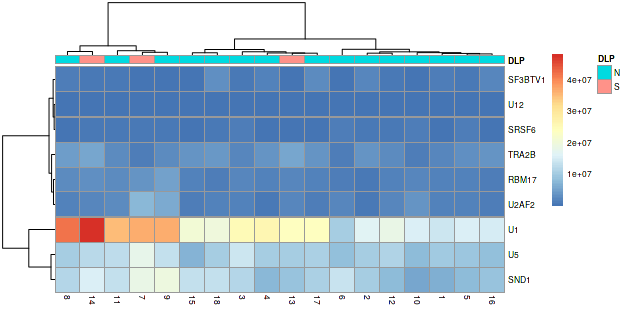 DLP
SF3BTV1
U12
SRSF6
TRA2B
RBM17
U2AF2
U1
U5
SND1
8 14 11 7 9 15 18 3 4 13 17 6 2 12 10 1 5 16
4e+07
3e+07
2e+07
1e+07
DLP
N
S